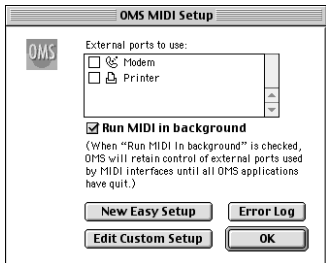 OMS MIDI Setup
OMS
External ports to use:
Modem
Printer
Run MIDI in background
(When “Run MIDI In background” is checked,
OMS will retain control of external ports used
by MIDI interfaces until all OMS applications
have quit.)
New Easy Setup
Error Log
Edit Custom Setup
OK